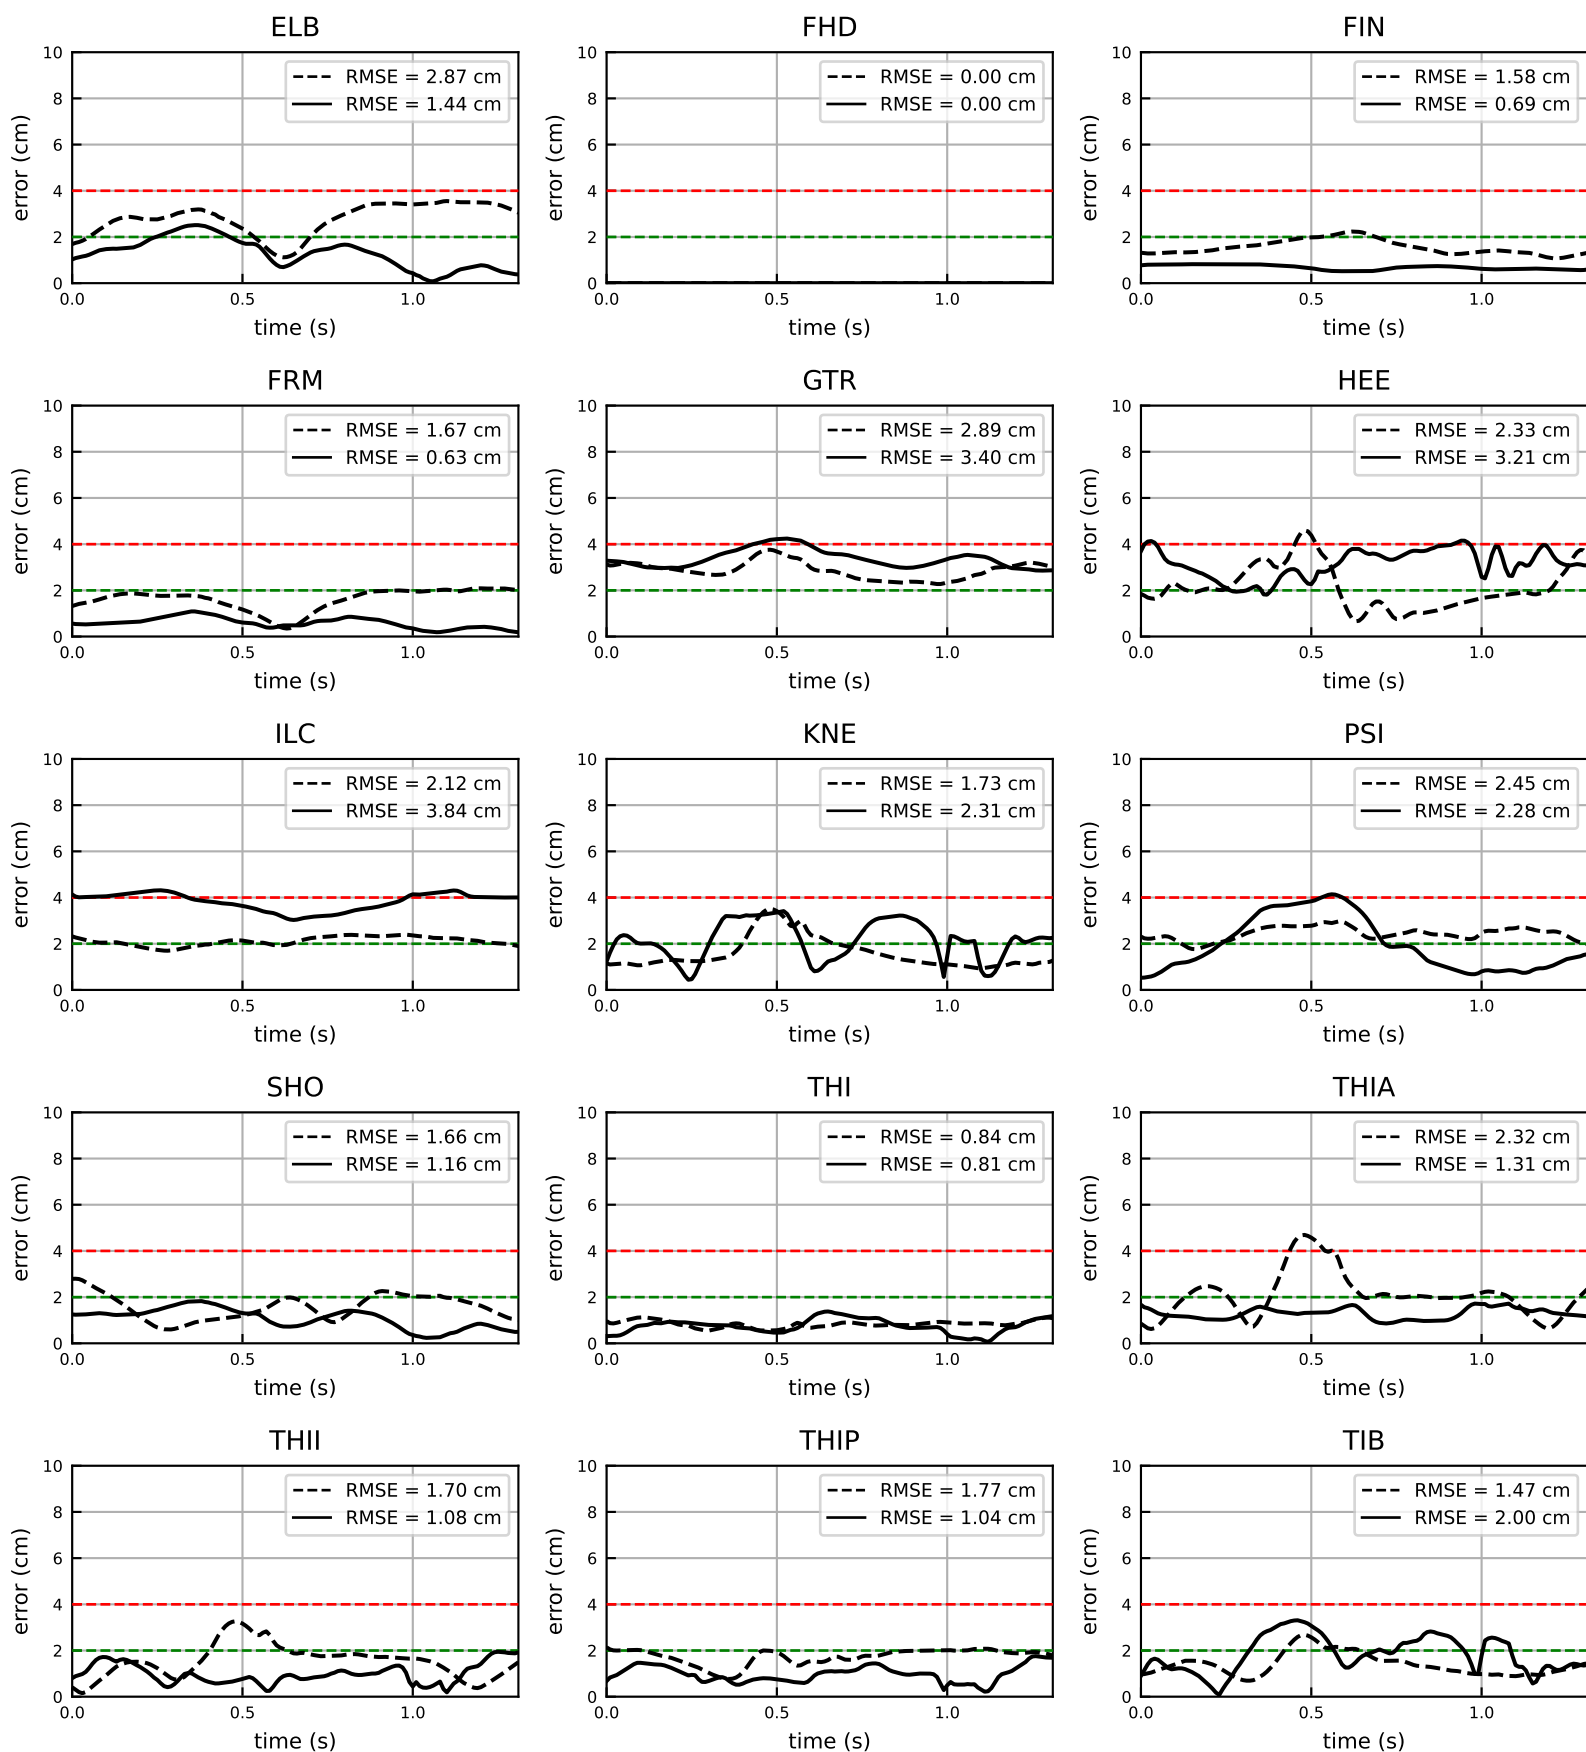 ELB
FHD
FIN
10
8
6
4
2
0
error (cm)
RMSE = 2.87 cm
RMSE = 1.44 cm
0.0
0.5
1.0
time (s)
10
8
6
4
2
0
error (cm)
RMSE = 0.00 cm
RMSE = 0.00 cm
0.0
0.5
1.0
time (s)
10
8
6
4
2
0
error (cm)
RMSE = 1.58 cm
RMSE = 0.69 cm
0.0
0.5
1.0
time (s)
FRM
GTR
HEE
10
8
6
4
2
0
error (cm)
RMSE = 1.67 cm
RMSE = 0.63 cm
0.0
0.5
1.0
time (s)
10
8
6
4
2
0
error (cm)
RMSE = 2.89 cm
RMSE = 3.40 cm
0.0
0.5
1.0
time (s)
10
8
6
4
2
0
error (cm)
RMSE = 2.33 cm
RMSE = 3.21 cm
0.0
0.5
1.0
time (s)
ILC
KNE
PSI
10
8
6
4
2
0
error (cm)
RMSE = 2.12 cm
RMSE = 3.84 cm
0.0
0.5
1.0
time (s)
10
8
6
4
2
0
error (cm)
RMSE = 1.73 cm
RMSE = 2.31 cm
0.0
0.5
1.0
time (s)
10
8
6
4
2
0
error (cm)
RMSE = 2.45 cm
RMSE = 2.28 cm
0.0
0.5
1.0
time (s)
SHO
THI
THIA
10
8
6
4
2
0
error (cm)
RMSE = 1.66 cm
RMSE = 1.16 cm
0.0
0.5
1.0
time (s)
10
8
6
4
2
0
error (cm)
RMSE = 0.84 cm
RMSE = 0.81 cm
0.0
0.5
1.0
time (s)
10
8
6
4
2
0
error (cm)
RMSE = 2.32 cm
RMSE = 1.31 cm
0.0
0.5
1.0
time (s)
THII
THIP
TIB
10
8
6
4
2
0
error (cm)
RMSE = 1.70 cm
RMSE = 1.08 cm
0.0
0.5
1.0
time (s)
10
8
6
4
2
0
error (cm)
RMSE = 1.77 cm
RMSE = 1.04 cm
0.0
0.5
1.0
time (s)
10
8
6
4
2
0
error (cm)
RMSE = 1.47 cm
RMSE = 2.00 cm
0.0
0.5
1.0
time (s)